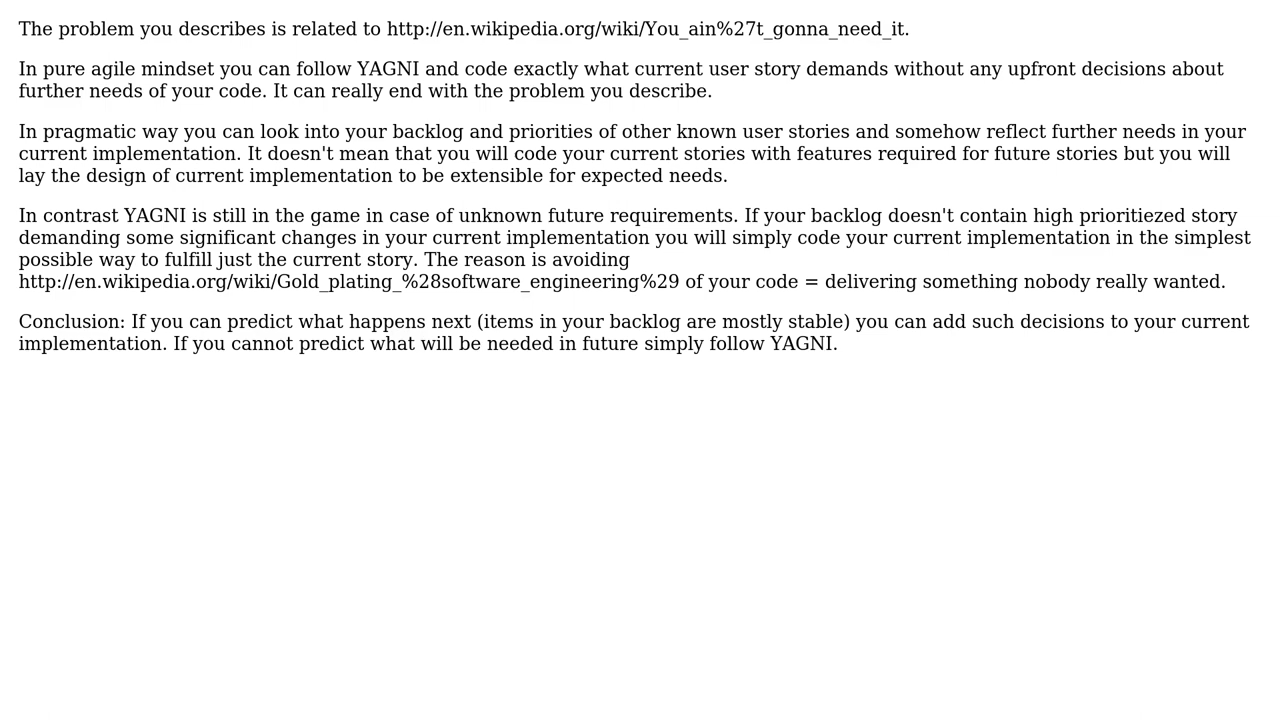 The problem you describes is related to http://en.wikipedia.org/wiki/You_ain%27t_gonna_need_it.
In pure agile mindset you can follow YAGNI and code exactly what current user story demands without any upfront decisions about
further needs of your code. It can really end with the problem you describe.
In pragmatic way you can look into your backlog and priorities of other known user stories and somehow reflect further needs in your
current implementation. It doesn't mean that you will code your current stories with features required for future stories but you will
lay the design of current implementation to be extensible for expected needs.
In contrast YAGNI is still in the game in case of unknown future requirements. If your backlog doesn't contain high prioritiezed story
demanding some significant changes in your current implementation you will simply code your current implementation in the simplest
possible way to fulfill just the current story. The reason is avoiding
http://en.wikipedia.org/wiki/Gold_plating_%28software_engineering%29 of your code = delivering something nobody really wanted.
Conclusion: If you can predict what happens next (items in your backlog are mostly stable) you can add such decisions to your current
implementation. If you cannot predict what will be needed in future simply follow YAGNI.